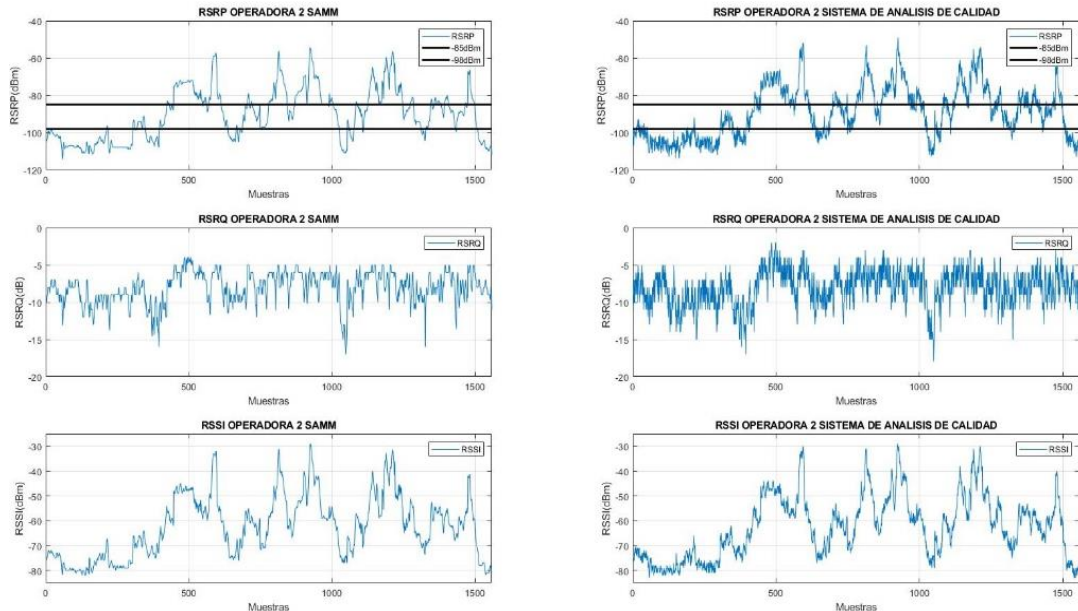 RSRP OPERADORA 2 SAMM
-40
-60
-80
-100
-120
RSRP(dBm)
RSRP
-85dBm
-98dBm
0
500
1000
1500
Muestras
RSRP OPERADORA 2 SISTEMA DE ANALISIS DE CALIDAD
-40
-60
-80
-100
-120
RSRP(dBm)
RSRP
-85dBm
-98dBm
0
500
1000
1500
Muestras
RSRQ OPERADORA 2 SAMM
0
-5
-10
-15
-20
RSRQ(dB)
RSRQ
0
500
1000
1500
Muestras
RSRQ OPERADORA 2 SISTEMA DE ANALISIS DE CALIDAD
0
-5
-10
-15
-20
RSRQ(dB)
RSRQ
0
500
1000
1500
Muestras
RSSI OPERADORA 2 SAMM
-30
-40
-50
-60
-70
-80
RSSI(dBm)
RSSI
0
500
1000
1500
Muestras
RSSI OPERADORA 2 SISTEMA DE ANALISIS DE CALIDAD
-30
-40
-50
-60
-70
-80
RSSI(dBm)
RSSI
0
500
1000
1500
Muestras